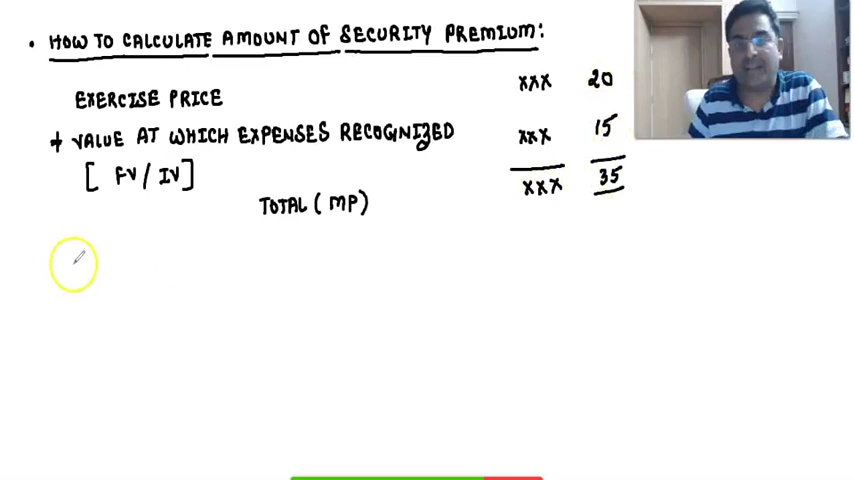 • HOW TO CALCULATE AMOUNT OF SECURITY PREMIUM:
EXERCISE PRICE xxx 20
+ VALUE AT WHICH EXPENSES RECOGNIZED xxx 15
[ FV / IV ]
TOTAL ( MP ) xxx 35